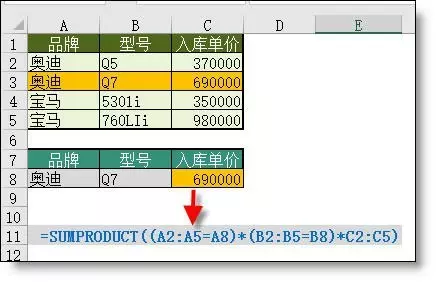 A B C D E
1 品牌 型号 入库单价
2 奥迪 Q5 370000
3 奥迪 Q7 690000
4 宝马 530li 350000
5 宝马 760LIi 980000
6
7 品牌 型号 入库单价
8 奥迪 Q7 690000
9
10
11 =SUMPRODUCT((A2:A5=A8)*(B2:B5=B8)*C2:C5)
12